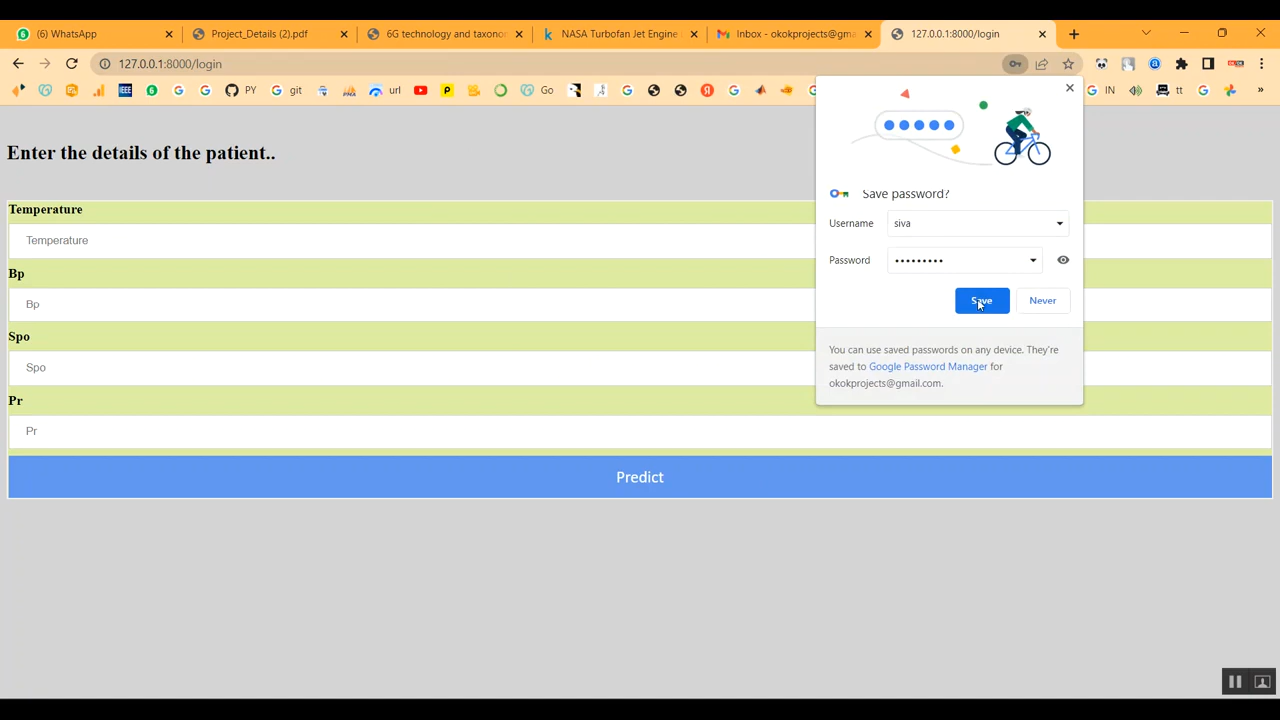 (6) WhatsApp
Project_Details (2).pdf
6G technology and taxono
NASA Turbofan Jet Engine
Inbox - okokprojects@gma
127.0.0.1:8000/login
127.0.0.1:8000/login
PY
git
url
Go
IN
tt
»
Enter the details of the patient..
Temperature
Temperature
Bp
Bp
Spo
Spo
Pr
Pr
Predict
Save password?
Username
siva
Password
•••••••••
Save
Never
You can use saved passwords on any device. They're
saved to Google Password Manager for
okokprojects@gmail.com.